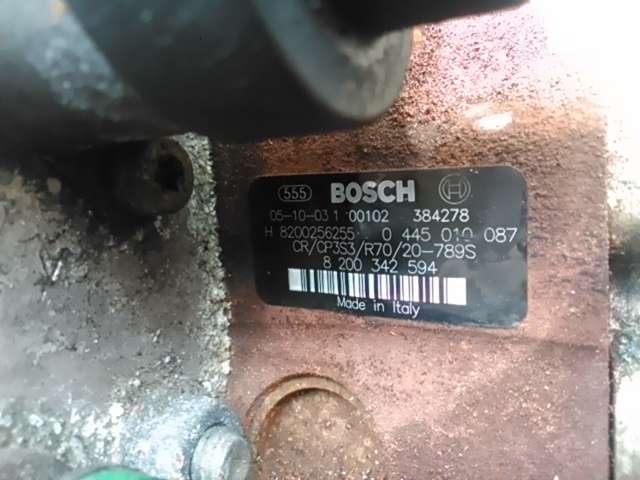 555 BOSCH H
05-10-03 1 00102 384278
H 8200256255 0 445 010 087
CR/CP3S3/R70/20-789S
8 200 342 594
Made in Italy